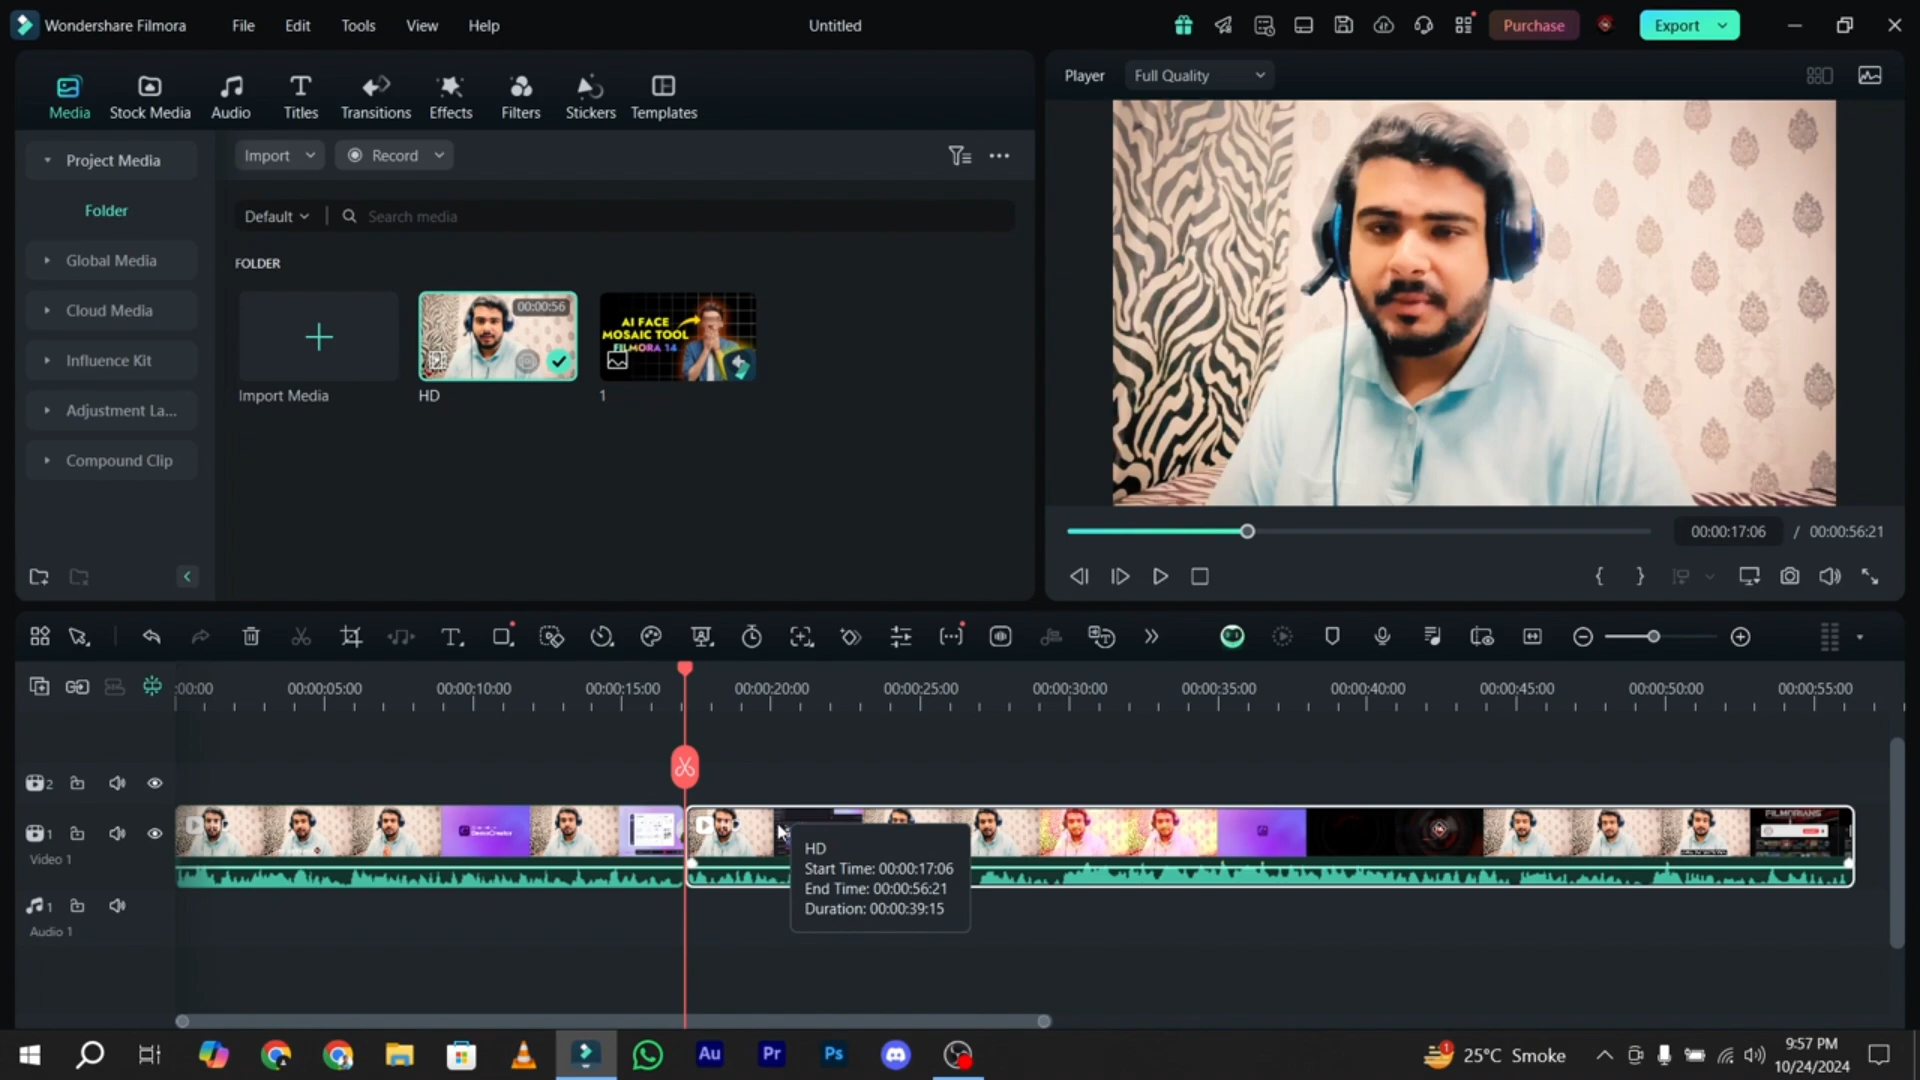 Wondershare Filmora
File
Edit
Tools
View
Help
Untitled
Purchase
Export
Media
Stock Media
Audio
Titles
Transitions
Effects
Filters
Stickers
Templates
Player
Full Quality
Project Media
Folder
Global Media
Cloud Media
Influence Kit
Adjustment La...
Compound Clip
Import
Record
Default
Search media
FOLDER
00:00:56
AI FACE
MOSAIC TOOL
FILMORA 14
Import Media
HD
1
00:00:17:06
/ 00:00:56:21
:00:00
00:00:05:00
00:00:10:00
00:00:15:00
00:00:20:00
00:00:25:00
00:00:30:00
00:00:35:00
00:00:40:00
00:00:45:00
00:00:50:00
00:00:55:00
2
1
Video 1
1
Audio 1
DemoCreator
FILMARIANS
HD
Start Time: 00:00:17:06
End Time: 00:00:56:21
Duration: 00:00:39:15
Au
Pr
Ps
1
25°C Smoke
9:57 PM
10/24/2024